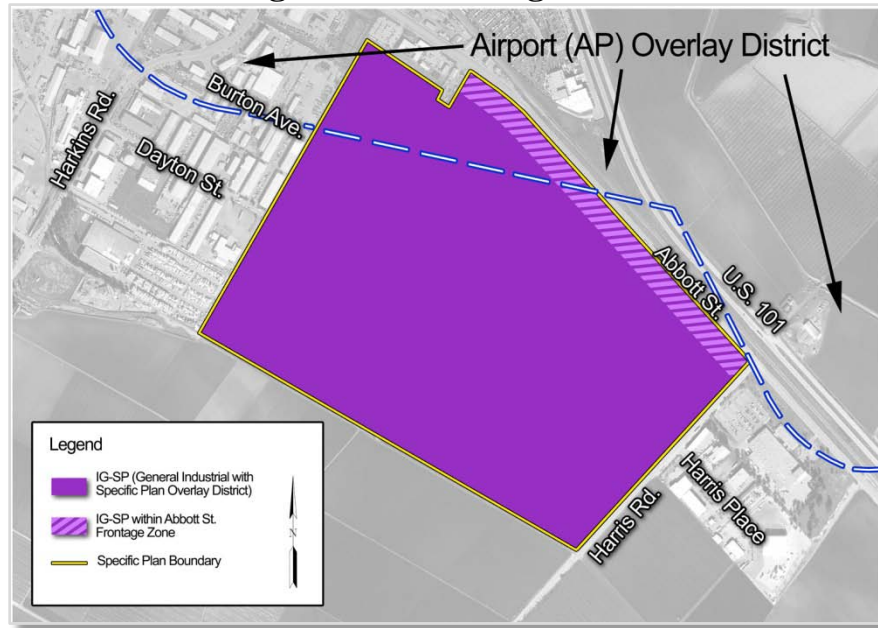 Airport (AP) Overlay District
Harkins Rd.
Burton Ave.
Dayton St.
Abbott St.
U.S. 101
Harris Rd.
Harris Place
Legend
IG-SP (General Industrial with
Specific Plan Overlay District)
IG-SP within Abbott St.
Frontage Zone
Specific Plan Boundary
N